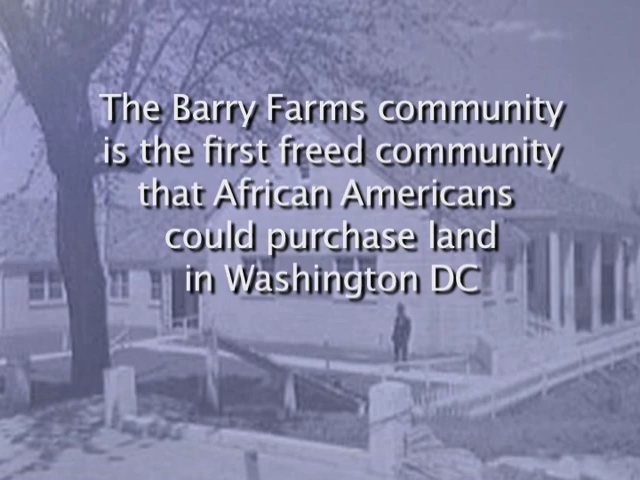 The Barry Farms community
is the first freed community
that African Americans
could purchase land
in Washington DC